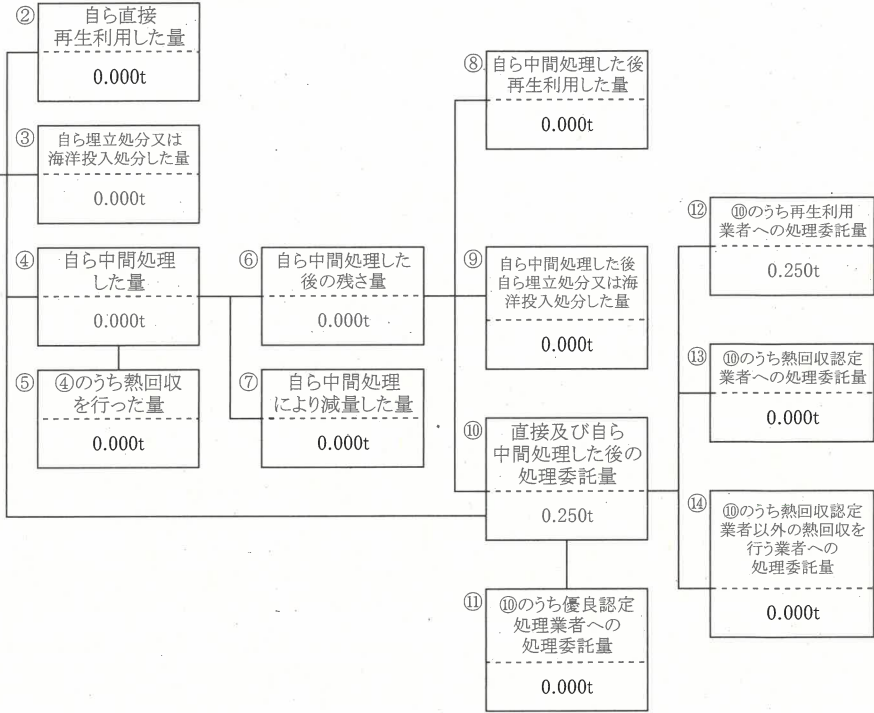 ②
自ら直接
再生利用した量
0.000t
③
自ら埋立処分又は
海洋投入処分した量
0.000t
④
自ら中間処理
した量
0.000t
⑤
④のうち熱回収
を行った量
0.000t
⑥
自ら中間処理した
後の残さ量
0.000t
⑦
自ら中間処理
により減量した量
0.000t
⑧
自ら中間処理した後
再生利用した量
0.000t
⑨
自ら中間処理した後
自ら埋立処分又は海
洋投入処分した量
0.000t
⑩
直接及び自ら
中間処理した後の
処理委託量
0.250t
⑪
⑩のうち優良認定
処理業者への
処理委託量
0.000t
⑫
⑩のうち再生利用
業者への処理委託量
0.250t
⑬
⑩のうち熱回収認定
業者への処理委託量
0.000t
⑭
⑩のうち熱回収認定
業者以外の熱回収を
行う業者への
処理委託量
0.000t